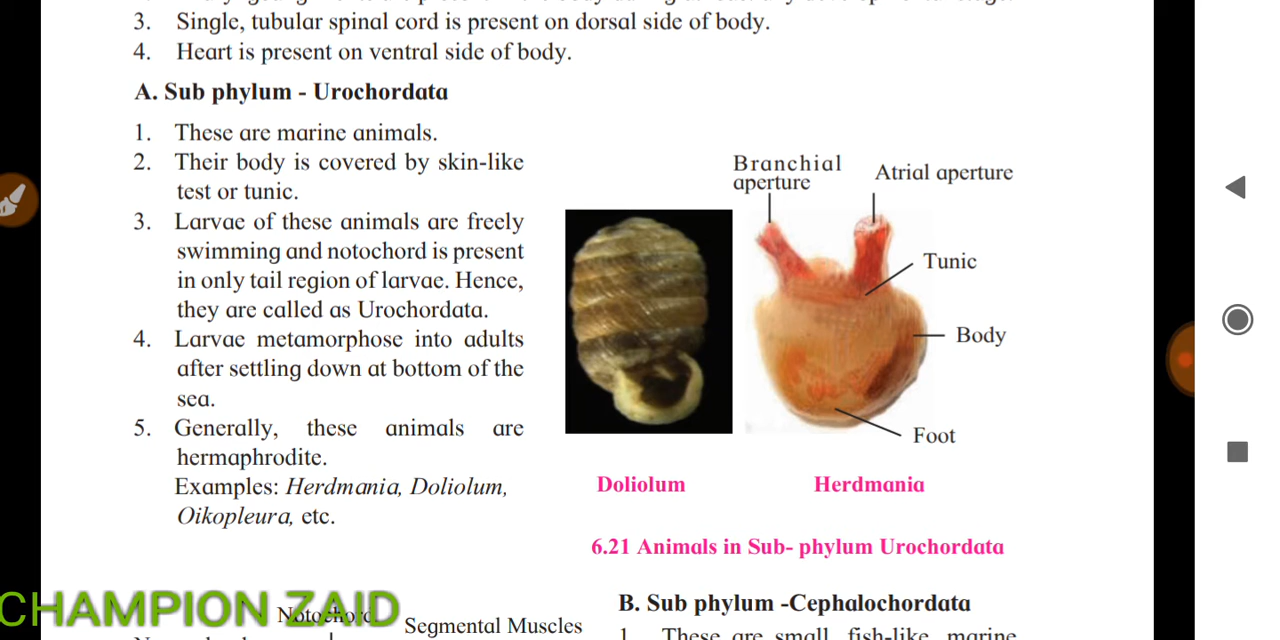 3. Single, tubular spinal cord is present on dorsal side of body.
4. Heart is present on ventral side of body.
A. Sub phylum - Urochordata
1. These are marine animals.
2. Their body is covered by skin-like
test or tunic.
3. Larvae of these animals are freely
swimming and notochord is present
in only tail region of larvae. Hence,
they are called as Urochordata.
4. Larvae metamorphose into adults
after settling down at bottom of the
sea.
5. Generally, these animals are
hermaphrodite.
Examples: Herdmania, Doliolum,
Oikopleura, etc.
Branchial
aperture
Atrial aperture
Tunic
Body
Foot
Doliolum
Herdmania
6.21 Animals in Sub- phylum Urochordata
CHAMPION ZAID
Notochord
Segmental Muscles
B. Sub phylum -Cephalochordata
1. These are small, fish-like marine